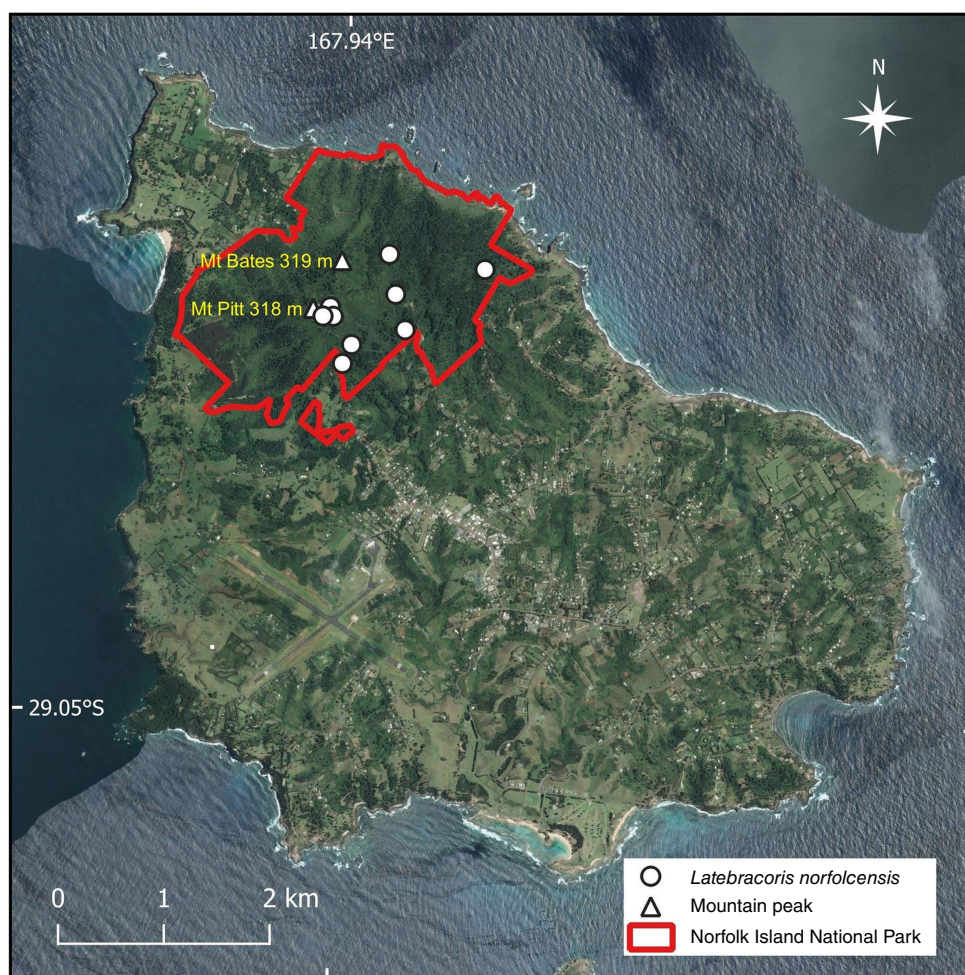 167.94°E
N
Mt Bates 319 m
Mt Pitt 318 m
29.05°S
0 1 2 km
Latebracoris norfolcensis
Mountain peak
Norfolk Island National Park